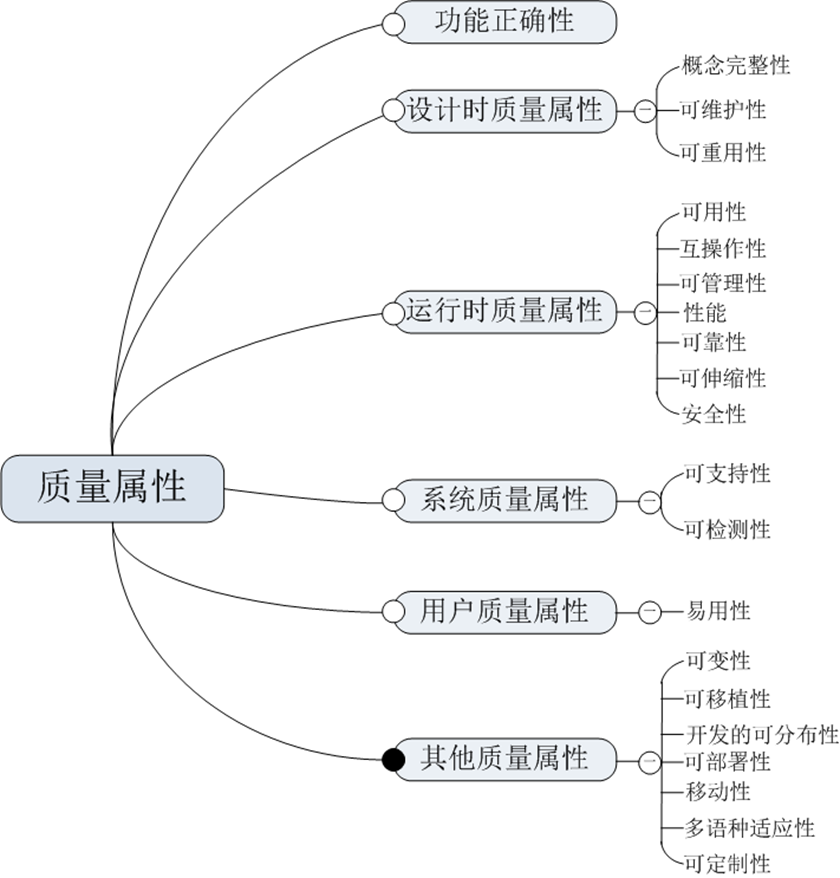 功能正确性
设计时质量属性
概念完整性
可维护性
可重用性
运行时质量属性
可用性
互操作性
可管理性
性能
可靠性
可伸缩性
安全性
质量属性
系统质量属性
可支持性
可检测性
用户质量属性
易用性
其他质量属性
可变性
可移植性
开发的可分布性
可部署性
移动性
多语种适应性
可定制性